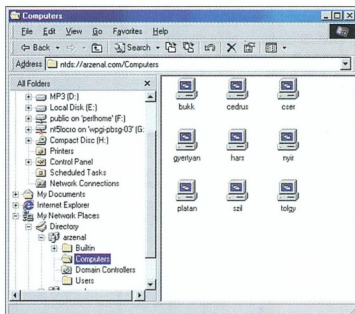 Computers
File Edit View Go Favorites Help
Back Search
Address ntds://arzenal.com/Computers
All Folders
MP3 (D:)
Local Disk (E:)
public on 'perlhome' (F:)
on 'wpgi-pbsg-03' (G:
Compact Disc (H:)
Printers
Control Panel
Scheduled Tasks
Network Connections
My Documents
Internet Explorer
My Network Places
Directory
arzenal
Builtin
Computers
Domain Controllers
Users
bukk cedrus cser
gyertyan hars nyir
platan szil tolgy